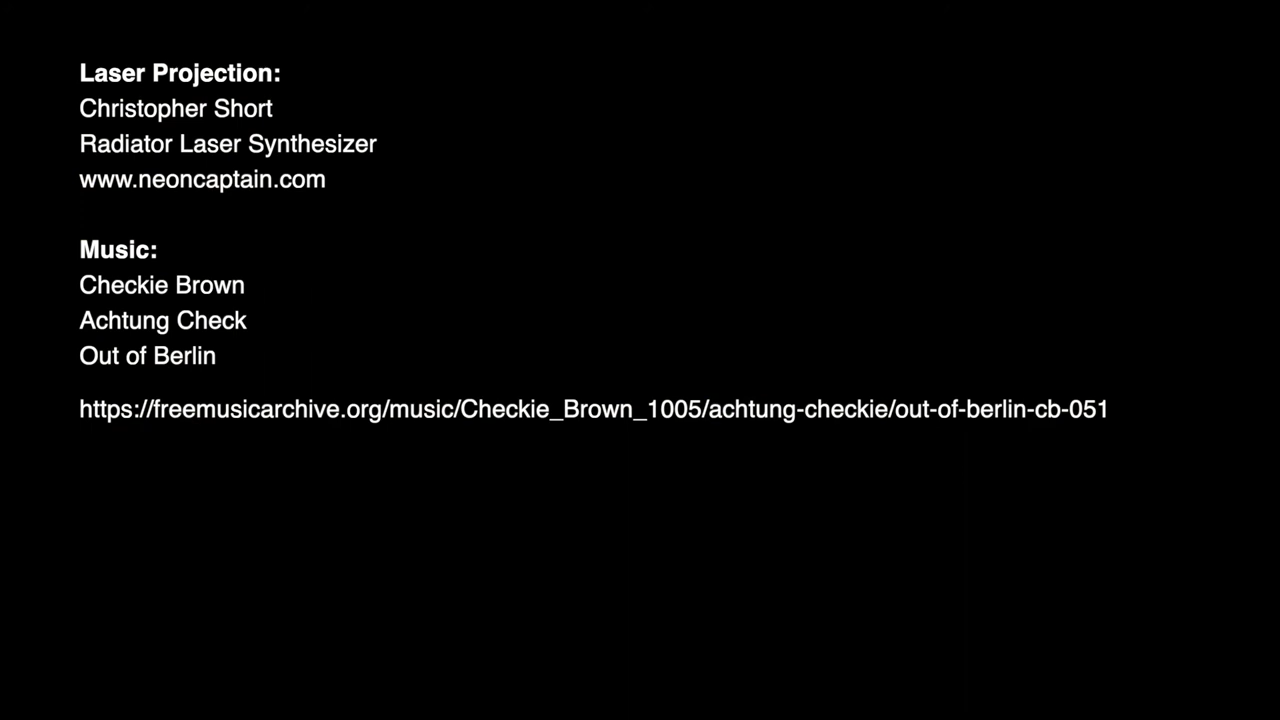 Laser Projection:
Christopher Short
Radiator Laser Synthesizer
www.neoncaptain.com
Music:
Checkie Brown
Achtung Check
Out of Berlin
https://freemusicarchive.org/music/Checkie_Brown_1005/achtung-checkie/out-of-berlin-cb-051